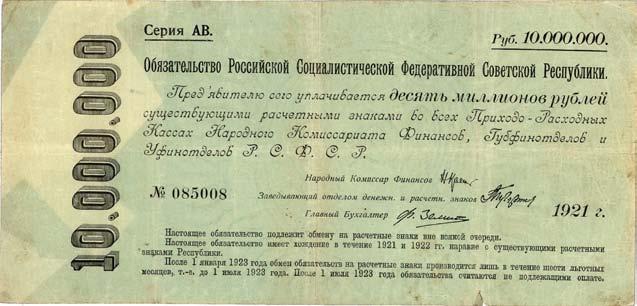 Серия АВ.
Руб. 10.000.000.
10.000.000
Обязательство Российской Социалистической Федеративной Советской Республики.
Пред'явителю сего уплачивается десять миллионов рублей
существующими расчетными знаками во всех Приходо-Расходных
Кассах Народного Комиссариата Финансов, Губфинотделов и
Уфинотделов Р. С. Ф. С. Р.
Народный Комиссар Финансов
№ 085008
Заведывающий отделом денежн. и расчетн. знаков
1921 г.
Главный Бухгалтер
Настоящее обязательство подлежит обмену на расчетные знаки вне всякой очереди.
Настоящее обязательство имеет хождение в течение 1921 и 1922 гг. наравне с существующими расчетными
знаками Республики.
После 1 января 1923 года обмен обязательств на расчетные знаки производится лишь в течение шести льготных
месяцев, т.-е. до 1 июля 1923 года. После 1 июля 1923 года обязательства считаются не подлежащими оплате.